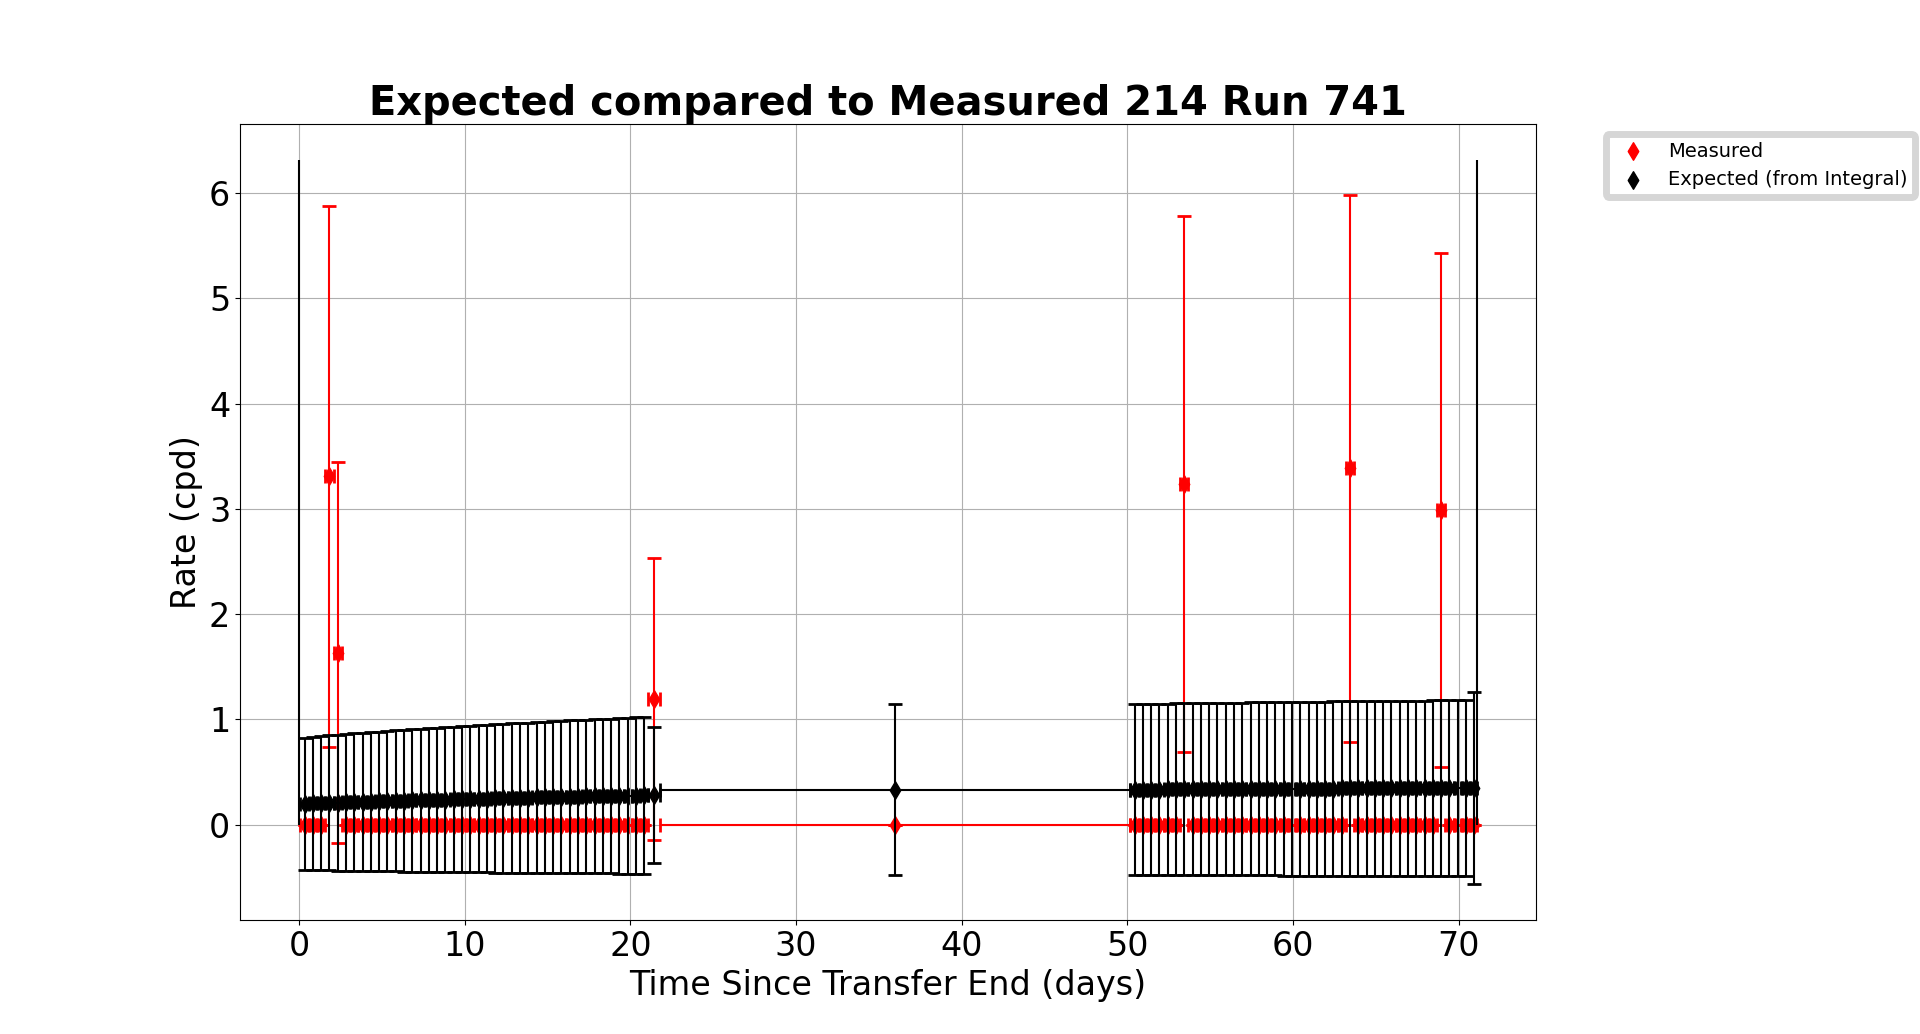 Expected compared to Measured 214 Run 741
Measured
Expected (from Integral)
Rate (cpd)
6
5
4
3
2
1
0
0 10 20 30 40 50 60 70
Time Since Transfer End (days)